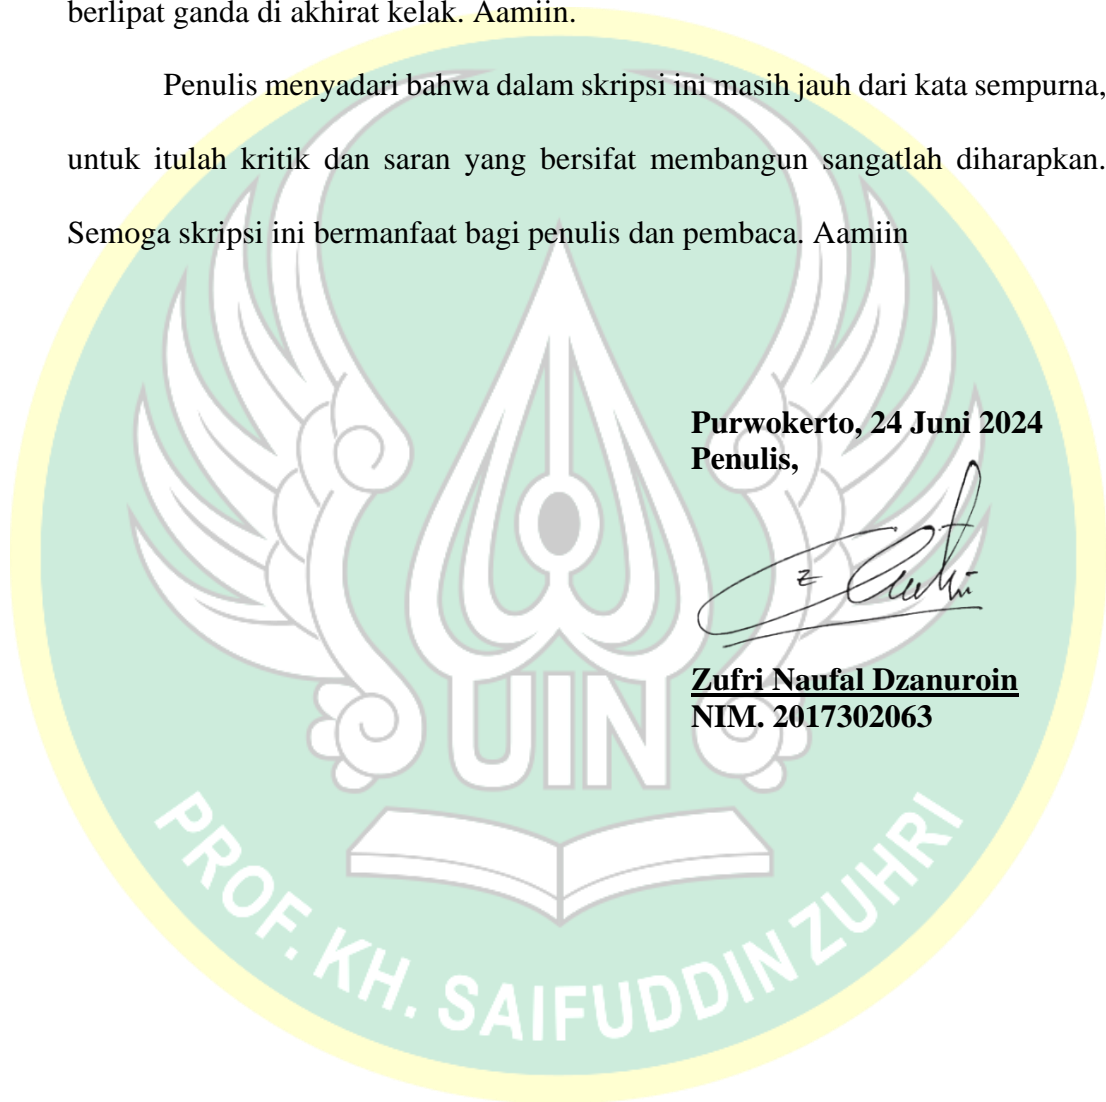 berlipat ganda di akhirat kelak. Aamiin.
Penulis menyadari bahwa dalam skripsi ini masih jauh dari kata sempurna,
untuk itulah kritik dan saran yang bersifat membangun sangatlah diharapkan.
Semoga skripsi ini bermanfaat bagi penulis dan pembaca. Aamiin
Purwokerto, 24 Juni 2024
Penulis,
Zufri Naufal Dzanuroin
NIM. 2017302063
UIN
PROF. KH. SAIFUDDIN ZUHRI